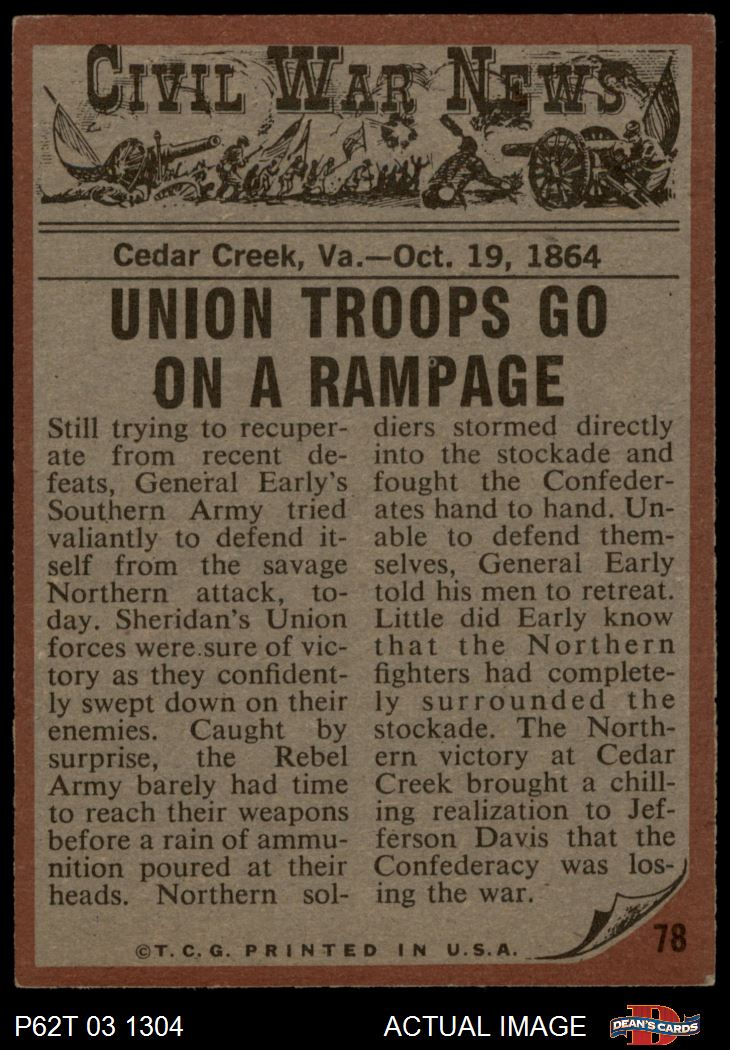 CIVIL WAR NEWS
Cedar Creek, Va.—Oct. 19, 1864
UNION TROOPS GO
ON A RAMPAGE
Still trying to recuper-
ate from recent de-
feats, General Early's
Southern Army tried
valiantly to defend it-
self from the savage
Northern attack, to-
day. Sheridan's Union
forces were sure of vic-
tory as they confident-
ly swept down on their
enemies. Caught by
surprise, the Rebel
Army barely had time
to reach their weapons
before a rain of ammu-
nition poured at their
heads. Northern sol-
diers stormed directly
into the stockade and
fought the Confeder-
ates hand to hand. Un-
able to defend them-
selves, General Early
told his men to retreat.
Little did Early know
that the Northern
fighters had complete-
ly surrounded the
stockade. The North-
ern victory at Cedar
Creek brought a chill-
ing realization to Jef-
ferson Davis that the
Confederacy was los-
ing the war.
©T.C.G. PRINTED IN U.S.A.
78
P62T 03 1304 ACTUAL IMAGE
D
DEAN'S CARDS